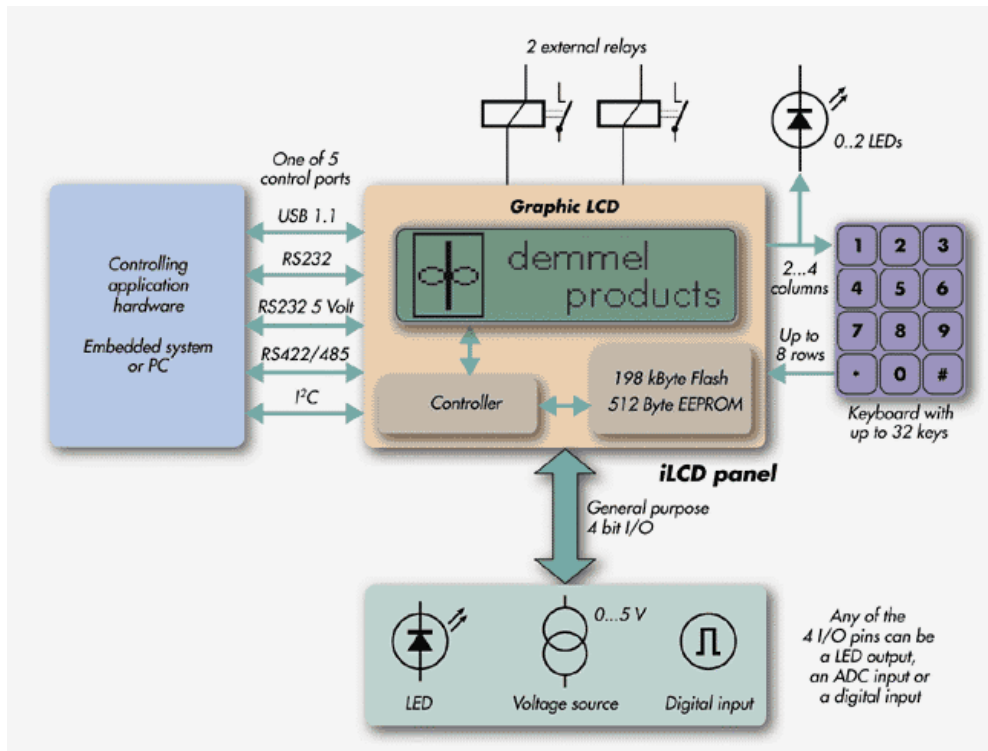 2 external relays
0..2 LEDs
One of 5
control ports
USB 1.1
RS232
RS232 5 Volt
RS422/485
I²C
Controlling
application
hardware
Embedded system
or PC
Graphic LCD
demmel
products
Controller
198 kByte Flash
512 Byte EEPROM
2...4
columns
Up to
8 rows
1 2 3
4 5 6
7 8 9
• 0 #
Keyboard with
up to 32 keys
iLCD panel
General purpose
4 bit I/O
0...5 V
LED
Voltage source
Digital input
Any of the
4 I/O pins can be
a LED output,
an ADC input or
a digital input